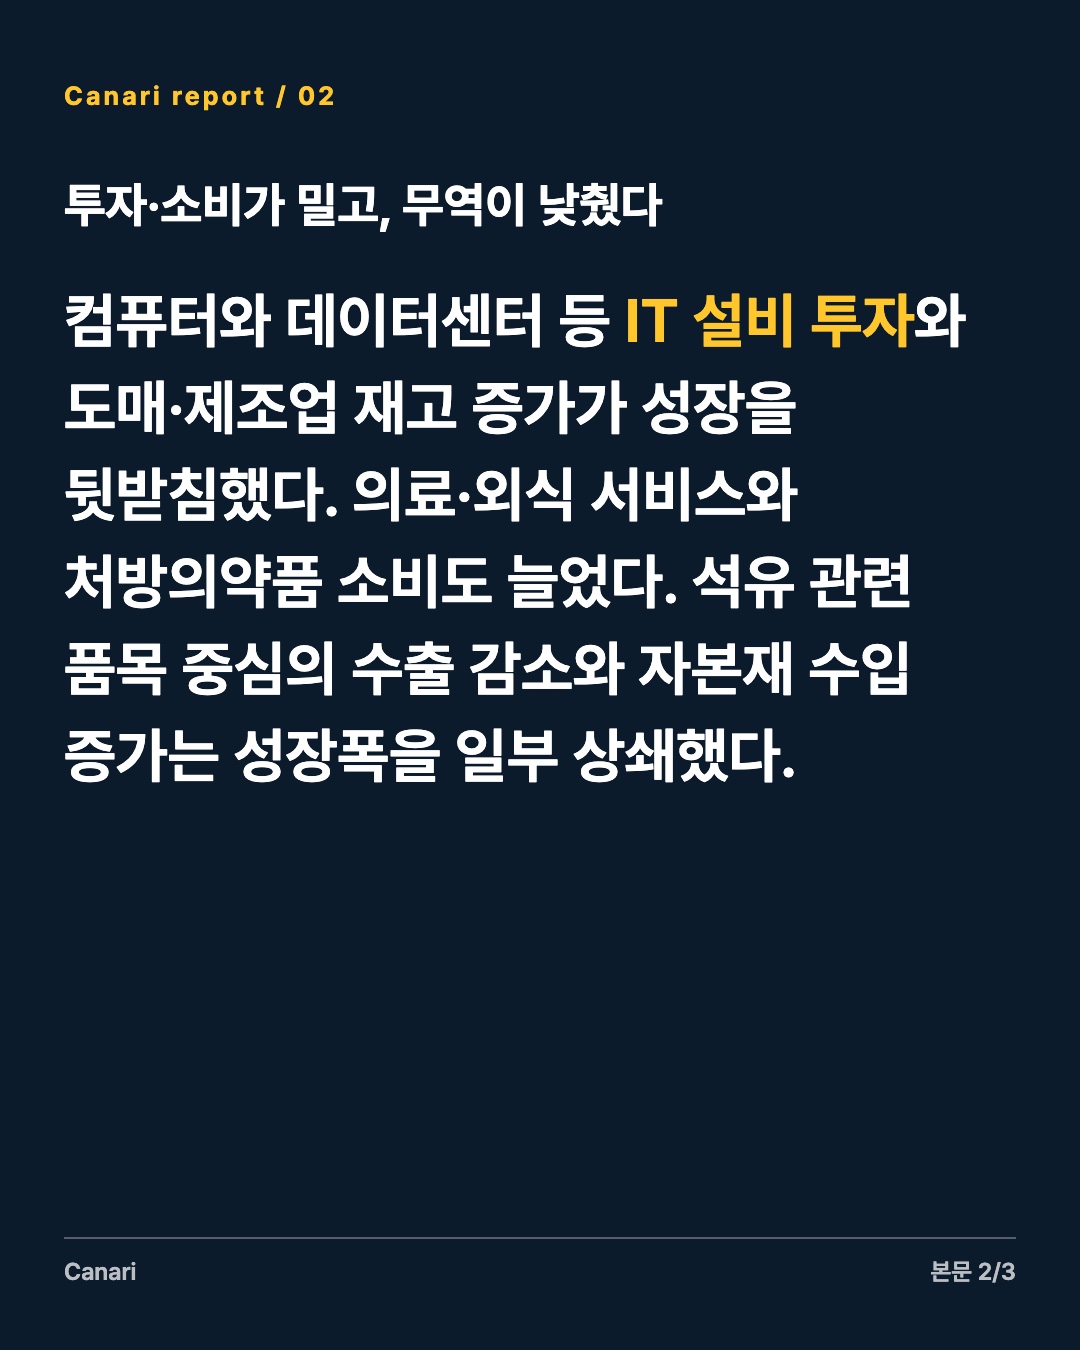 Canari report / 02
투자·소비가 밀고, 무역이 낮췄다
컴퓨터와 데이터센터 등 IT 설비 투자와
도매·제조업 재고 증가가 성장을
뒷받침했다. 의료·외식 서비스와
처방의약품 소비도 늘었다. 석유 관련
품목 중심의 수출 감소와 자본재 수입
증가는 성장폭을 일부 상쇄했다.
Canari
본문 2/3